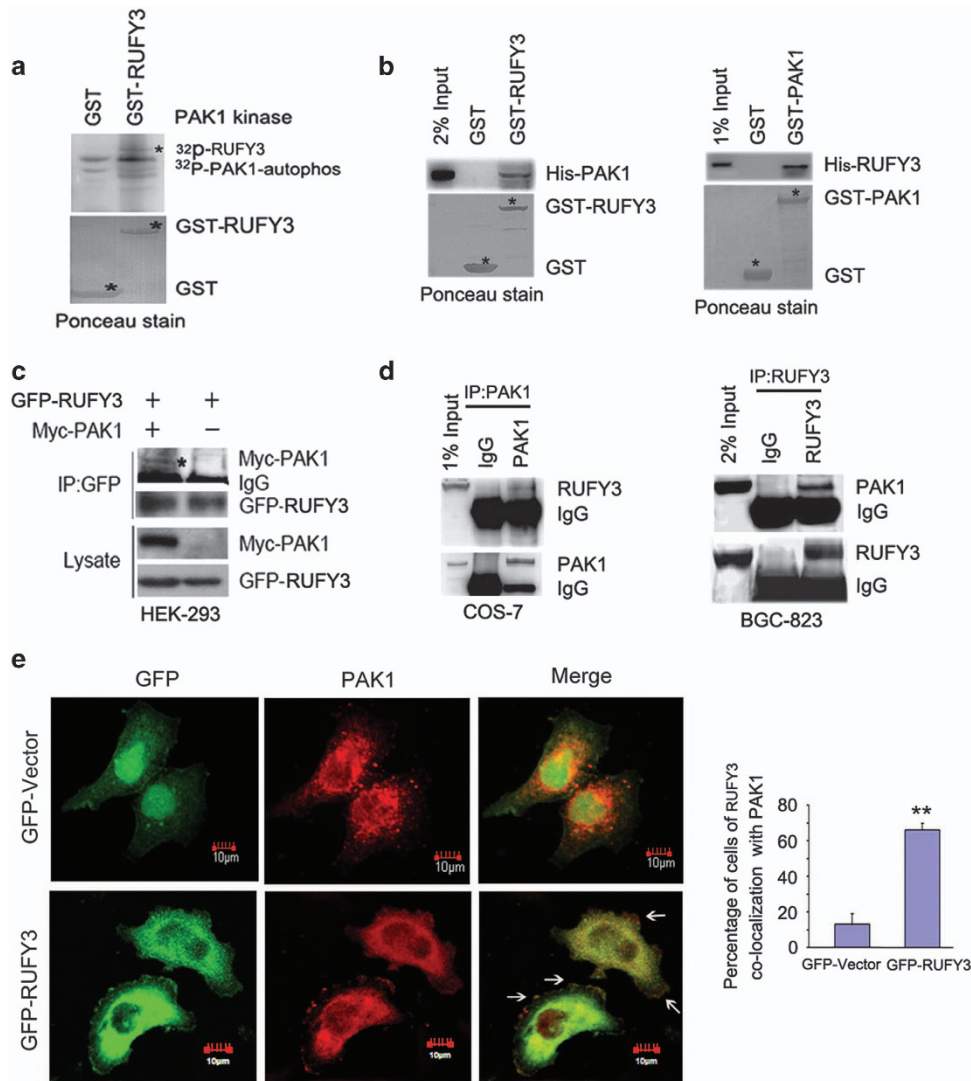 a
GST
GST-RUFY3
PAK1 kinase
*
32p-RUFY3
32P-PAK1-autophos
*
GST-RUFY3
*
GST
Ponceau stain
b
2% Input
GST
GST-RUFY3
His-PAK1
*
GST-RUFY3
*
GST
Ponceau stain
1% Input
GST
GST-PAK1
His-RUFY3
*
GST-PAK1
*
GST
Ponceau stain
c
GFP-RUFY3 + +
Myc-PAK1 + −
IP:GFP
*
Myc-PAK1
IgG
GFP-RUFY3
Lysate
Myc-PAK1
GFP-RUFY3
HEK-293
d
IP:PAK1
1% Input
IgG
PAK1
RUFY3
IgG
PAK1
IgG
COS-7
IP:RUFY3
2% Input
IgG
RUFY3
PAK1
IgG
RUFY3
IgG
BGC-823
e
GFP
PAK1
Merge
GFP-Vector
10µm
10µm
10µm
GFP-RUFY3
10µm
10µm
10µm
Percentage of cells of RUFY3
co-localization with PAK1
80
60
40
20
0
**
GFP-Vector
GFP-RUFY3